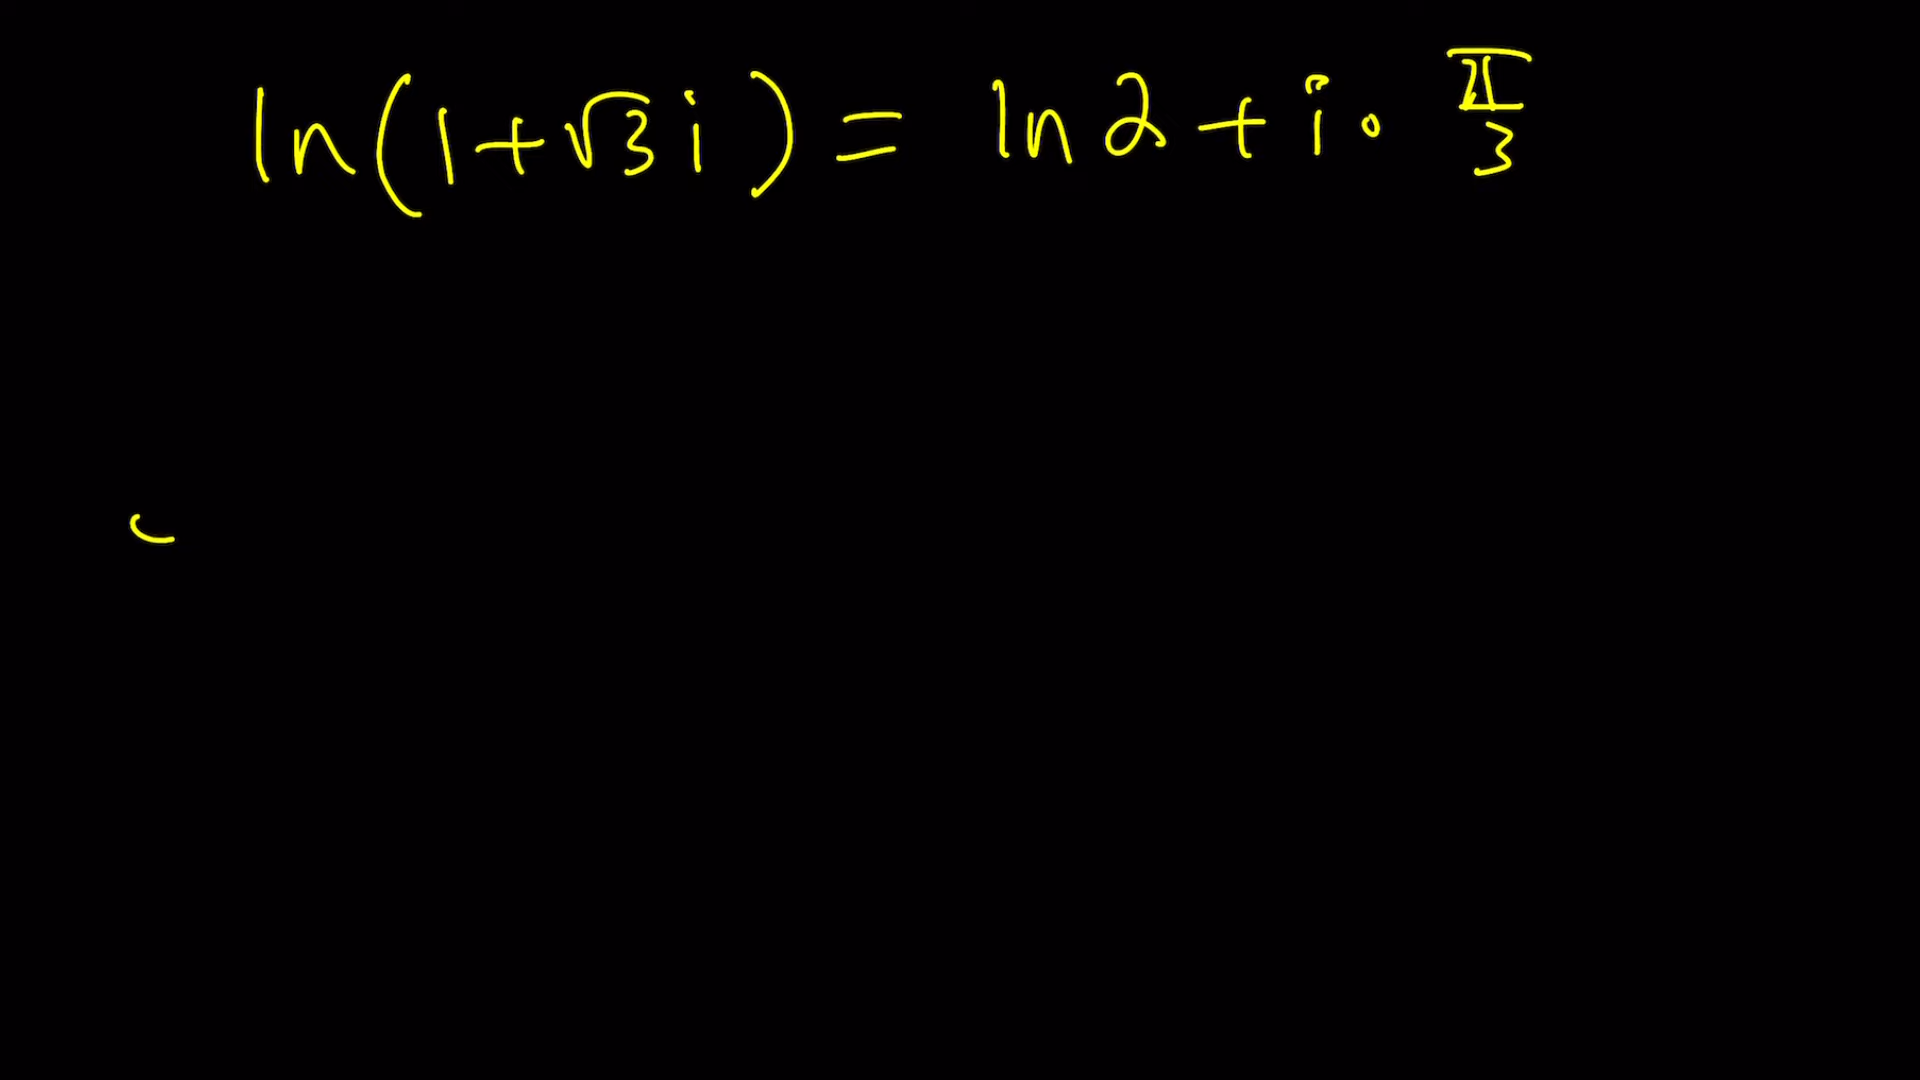 ln(1+√3i) = ln2 + i · π/3